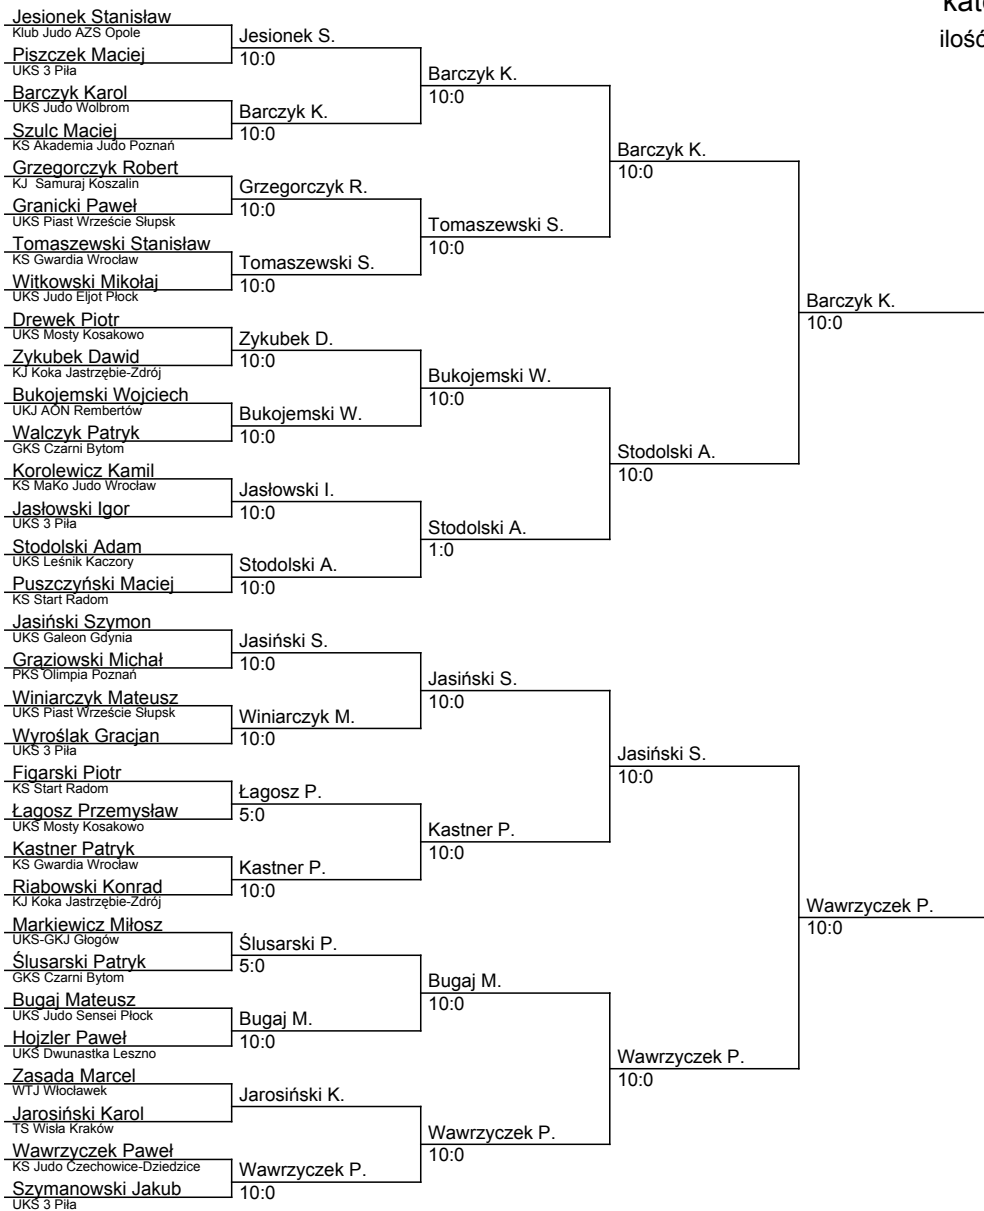 kate
ilość
Jesionek Stanisław
Klub Judo AZS Opole
Piszczek Maciej
UKS 3 Piła
Barczyk Karol
UKS Judo Wolbrom
Szulc Maciej
KS Akademia Judo Poznań
Grzegorczyk Robert
KJ Samuraj Koszalin
Granicki Paweł
UKS Piast Wrzeście Słupsk
Tomaszewski Stanisław
KS Gwardia Wrocław
Witkowski Mikołaj
UKS Judo Eljot Płock
Drewek Piotr
UKS Mosty Kosakowo
Zykubek Dawid
KJ Koka Jastrzębie-Zdrój
Bukojemski Wojciech
UKJ AON Rembertów
Walczyk Patryk
GKS Czarni Bytom
Korolewicz Kamil
KS MaKo Judo Wrocław
Jasłowski Igor
UKS 3 Piła
Stodolski Adam
UKS Leśnik Kaczory
Puszczyński Maciej
KS Start Radom
Jasiński Szymon
UKS Galeon Gdynia
Grąziowski Michał
PKS Olimpia Poznań
Winiarczyk Mateusz
UKS Piast Wrzeście Słupsk
Wyroślak Gracjan
UKS 3 Piła
Figarski Piotr
KS Start Radom
Łagosz Przemysław
UKS Mosty Kosakowo
Kastner Patryk
KS Gwardia Wrocław
Riabowski Konrad
KJ Koka Jastrzębie-Zdrój
Markiewicz Miłosz
UKS-GKJ Głogów
Ślusarski Patryk
GKS Czarni Bytom
Bugaj Mateusz
UKS Judo Sensei Płock
Hojzler Paweł
UKS Dwunastka Leszno
Zasada Marcel
WTJ Włocławek
Jarosiński Karol
TS Wisła Kraków
Wawrzyczek Paweł
KS Judo Czechowice-Dziedzice
Szymanowski Jakub
UKS 3 Piła
Jesionek S.
10:0
Barczyk K.
10:0
Grzegorczyk R.
10:0
Tomaszewski S.
10:0
Zykubek D.
10:0
Bukojemski W.
10:0
Jasłowski I.
10:0
Stodolski A.
10:0
Jasiński S.
10:0
Winiarczyk M.
10:0
Łagosz P.
5:0
Kastner P.
10:0
Ślusarski P.
5:0
Bugaj M.
10:0
Jarosiński K.
Wawrzyczek P.
10:0
Barczyk K.
10:0
Tomaszewski S.
10:0
Bukojemski W.
10:0
Stodolski A.
1:0
Jasiński S.
10:0
Kastner P.
10:0
Bugaj M.
10:0
Wawrzyczek P.
10:0
Barczyk K.
10:0
Stodolski A.
10:0
Jasiński S.
10:0
Wawrzyczek P.
10:0
Barczyk K.
10:0
Wawrzyczek P.
10:0